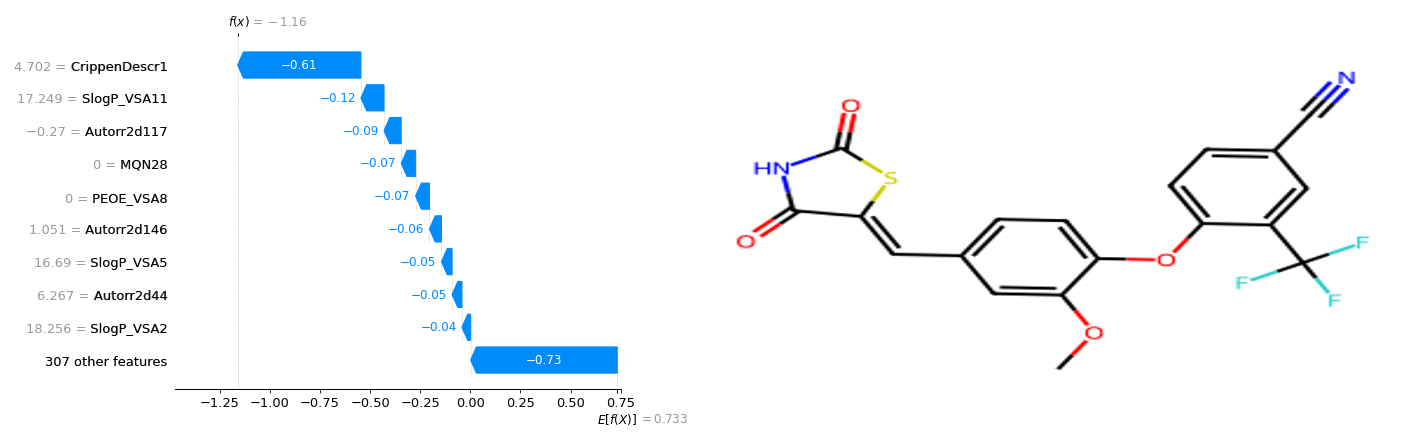 f(x) = −1.16
4.702 = CrippenDescr1
−0.61
17.249 = SlogP_VSA11
−0.12
−0.27 = Autorr2d117
−0.09
0 = MQN28
−0.07
0 = PEOE_VSA8
−0.07
1.051 = Autorr2d146
−0.06
16.69 = SlogP_VSA5
−0.05
6.267 = Autorr2d44
−0.05
18.256 = SlogP_VSA2
−0.04
307 other features
−0.73
−1.25 −1.00 −0.75 −0.50 −0.25 0.00 0.25 0.50 0.75
E[f(X)] = 0.733
N
O
HN
S
O
O
F
F
F
O